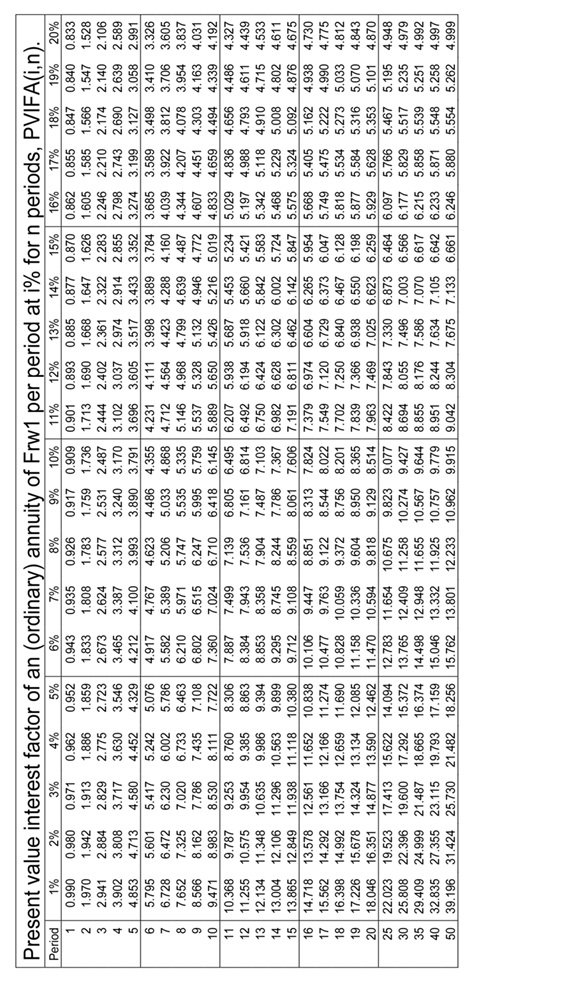 Present value interest factor of an (ordinary) annuity of Frw1 per period at i% for n periods, PVIFA(i,n).
Period 1% 2% 3% 4% 5% 6% 7% 8% 9% 10% 11% 12% 13% 14% 15% 16% 17% 18% 19% 20%
1 0.990 0.980 0.971 0.962 0.952 0.943 0.935 0.926 0.917 0.909 0.901 0.893 0.885 0.877 0.870 0.862 0.855 0.847 0.840 0.833
2 1.970 1.942 1.913 1.886 1.859 1.833 1.808 1.783 1.759 1.736 1.713 1.690 1.668 1.647 1.626 1.605 1.585 1.566 1.547 1.528
3 2.941 2.884 2.829 2.775 2.723 2.673 2.624 2.577 2.531 2.487 2.444 2.402 2.361 2.322 2.283 2.246 2.210 2.174 2.140 2.106
4 3.902 3.808 3.717 3.630 3.546 3.465 3.387 3.312 3.240 3.170 3.102 3.037 2.974 2.914 2.855 2.798 2.743 2.690 2.639 2.589
5 4.853 4.713 4.580 4.452 4.329 4.212 4.100 3.993 3.890 3.791 3.696 3.605 3.517 3.433 3.352 3.274 3.199 3.127 3.058 2.991
6 5.795 5.601 5.417 5.242 5.076 4.917 4.767 4.623 4.486 4.355 4.231 4.111 3.998 3.889 3.784 3.685 3.589 3.498 3.410 3.326
7 6.728 6.472 6.230 6.002 5.786 5.582 5.389 5.206 5.033 4.868 4.712 4.564 4.423 4.288 4.160 4.039 3.922 3.812 3.706 3.605
8 7.652 7.325 7.020 6.733 6.463 6.210 5.971 5.747 5.535 5.335 5.146 4.968 4.799 4.639 4.487 4.344 4.207 4.078 3.954 3.837
9 8.566 8.162 7.786 7.435 7.108 6.802 6.515 6.247 5.995 5.759 5.537 5.328 5.132 4.946 4.772 4.607 4.451 4.303 4.163 4.031
10 9.471 8.983 8.530 8.111 7.722 7.360 7.024 6.710 6.418 6.145 5.889 5.650 5.426 5.216 5.019 4.833 4.659 4.494 4.339 4.192
11 10.368 9.787 9.253 8.760 8.306 7.887 7.499 7.139 6.805 6.495 6.207 5.938 5.687 5.453 5.234 5.029 4.836 4.656 4.486 4.327
12 11.255 10.575 9.954 9.385 8.863 8.384 7.943 7.536 7.161 6.814 6.492 6.194 5.918 5.660 5.421 5.197 4.988 4.793 4.611 4.439
13 12.134 11.348 10.635 9.986 9.394 8.853 8.358 7.904 7.487 7.103 6.750 6.424 6.122 5.842 5.583 5.342 5.118 4.910 4.715 4.533
14 13.004 12.106 11.296 10.563 9.899 9.295 8.745 8.244 7.786 7.367 6.982 6.628 6.302 6.002 5.724 5.468 5.229 5.008 4.802 4.611
15 13.865 12.849 11.938 11.118 10.380 9.712 9.108 8.559 8.061 7.606 7.191 6.811 6.462 6.142 5.847 5.575 5.324 5.092 4.876 4.675
16 14.718 13.578 12.561 11.652 10.838 10.106 9.447 8.851 8.313 7.824 7.379 6.974 6.604 6.265 5.954 5.668 5.405 5.162 4.938 4.730
17 15.562 14.292 13.166 12.166 11.274 10.477 9.763 9.122 8.544 8.022 7.549 7.120 6.729 6.373 6.047 5.749 5.475 5.222 4.990 4.775
18 16.398 14.992 13.754 12.659 11.690 10.828 10.059 9.372 8.756 8.201 7.702 7.250 6.840 6.467 6.128 5.818 5.534 5.273 5.033 4.812
19 17.226 15.678 14.324 13.134 12.085 11.158 10.336 9.604 8.950 8.365 7.839 7.366 6.938 6.550 6.198 5.877 5.584 5.316 5.070 4.843
20 18.046 16.351 14.877 13.590 12.462 11.470 10.594 9.818 9.129 8.514 7.963 7.469 7.025 6.623 6.259 5.929 5.628 5.353 5.101 4.870
25 22.023 19.523 17.413 15.622 14.094 12.783 11.654 10.675 9.823 9.077 8.422 7.843 7.330 6.873 6.464 6.097 5.766 5.467 5.195 4.948
30 25.808 22.396 19.600 17.292 15.372 13.765 12.409 11.258 10.274 9.427 8.694 8.055 7.496 7.003 6.566 6.177 5.829 5.517 5.235 4.979
35 29.409 24.999 21.487 18.665 16.374 14.498 12.948 11.655 10.567 9.644 8.855 8.176 7.586 7.070 6.617 6.215 5.858 5.539 5.251 4.992
40 32.835 27.355 23.115 19.793 17.159 15.046 13.332 11.925 10.757 9.779 8.951 8.244 7.634 7.105 6.642 6.233 5.871 5.548 5.258 4.997
50 39.196 31.424 25.730 21.482 18.256 15.762 13.801 12.233 10.962 9.915 9.042 8.304 7.675 7.133 6.661 6.246 5.880 5.554 5.262 4.999